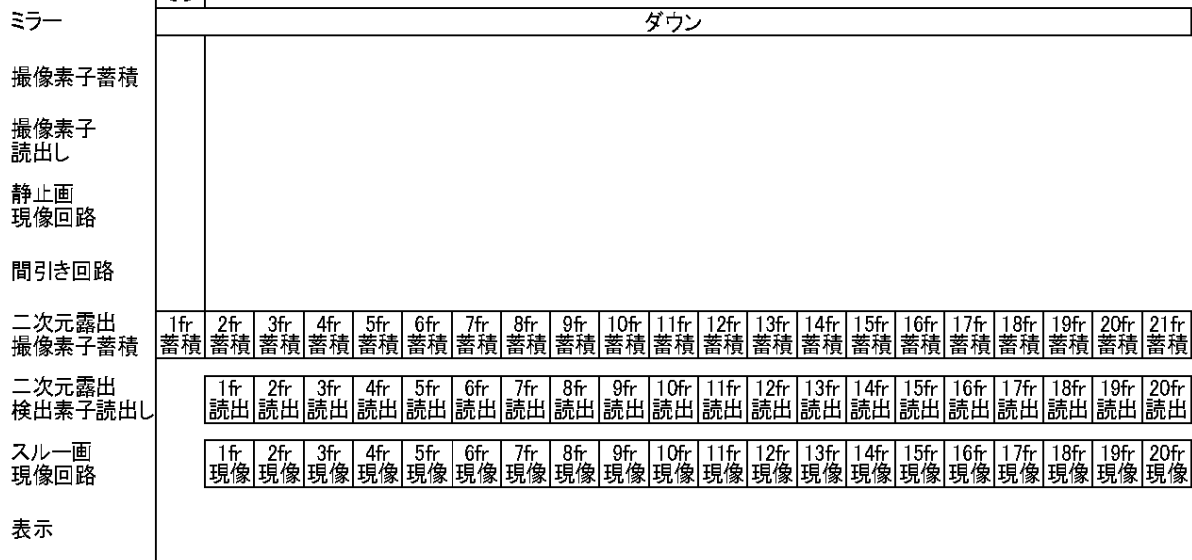 ミラー
ダウン
撮像素子蓄積
撮像素子
読出し
静止画
現像回路
間引き回路
二次元露出
撮像素子蓄積
1fr 2fr 3fr 4fr 5fr 6fr 7fr 8fr 9fr 10fr 11fr 12fr 13fr 14fr 15fr 16fr 17fr 18fr 19fr 20fr 21fr
蓄積 蓄積 蓄積 蓄積 蓄積 蓄積 蓄積 蓄積 蓄積 蓄積 蓄積 蓄積 蓄積 蓄積 蓄積 蓄積 蓄積 蓄積 蓄積 蓄積 蓄積
二次元露出
検出素子読出し
1fr 2fr 3fr 4fr 5fr 6fr 7fr 8fr 9fr 10fr 11fr 12fr 13fr 14fr 15fr 16fr 17fr 18fr 19fr 20fr
読出 読出 読出 読出 読出 読出 読出 読出 読出 読出 読出 読出 読出 読出 読出 読出 読出 読出 読出 読出
スルー画
現像回路
1fr 2fr 3fr 4fr 5fr 6fr 7fr 8fr 9fr 10fr 11fr 12fr 13fr 14fr 15fr 16fr 17fr 18fr 19fr 20fr
現像 現像 現像 現像 現像 現像 現像 現像 現像 現像 現像 現像 現像 現像 現像 現像 現像 現像 現像 現像
表示